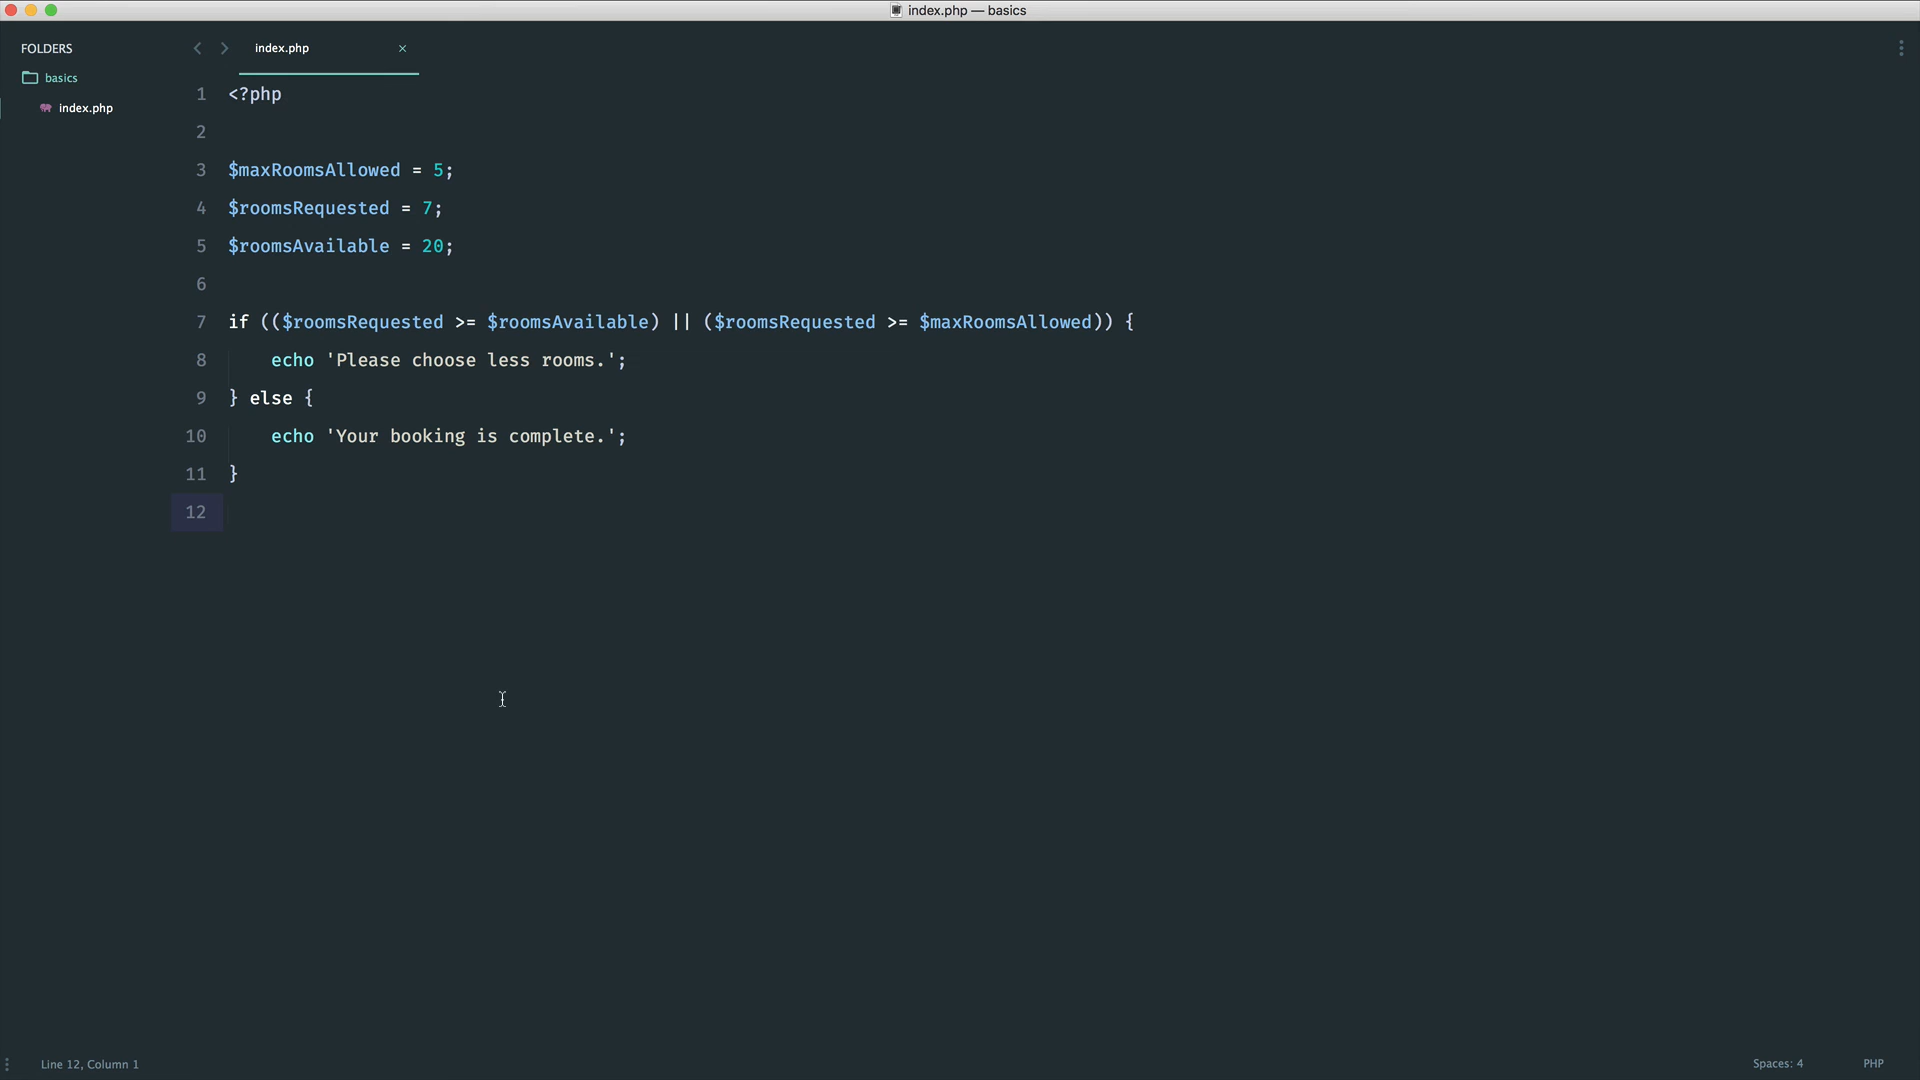 index.php — basics
FOLDERS
basics
index.php
index.php ×
1 <?php
2
3 $maxRoomsAllowed = 5;
4 $roomsRequested = 7;
5 $roomsAvailable = 20;
6
7 if (($roomsRequested >= $roomsAvailable) || ($roomsRequested >= $maxRoomsAllowed)) {
8     echo 'Please choose less rooms.';
9 } else {
10     echo 'Your booking is complete.';
11 }
12
Line 12, Column 1
Spaces: 4
PHP